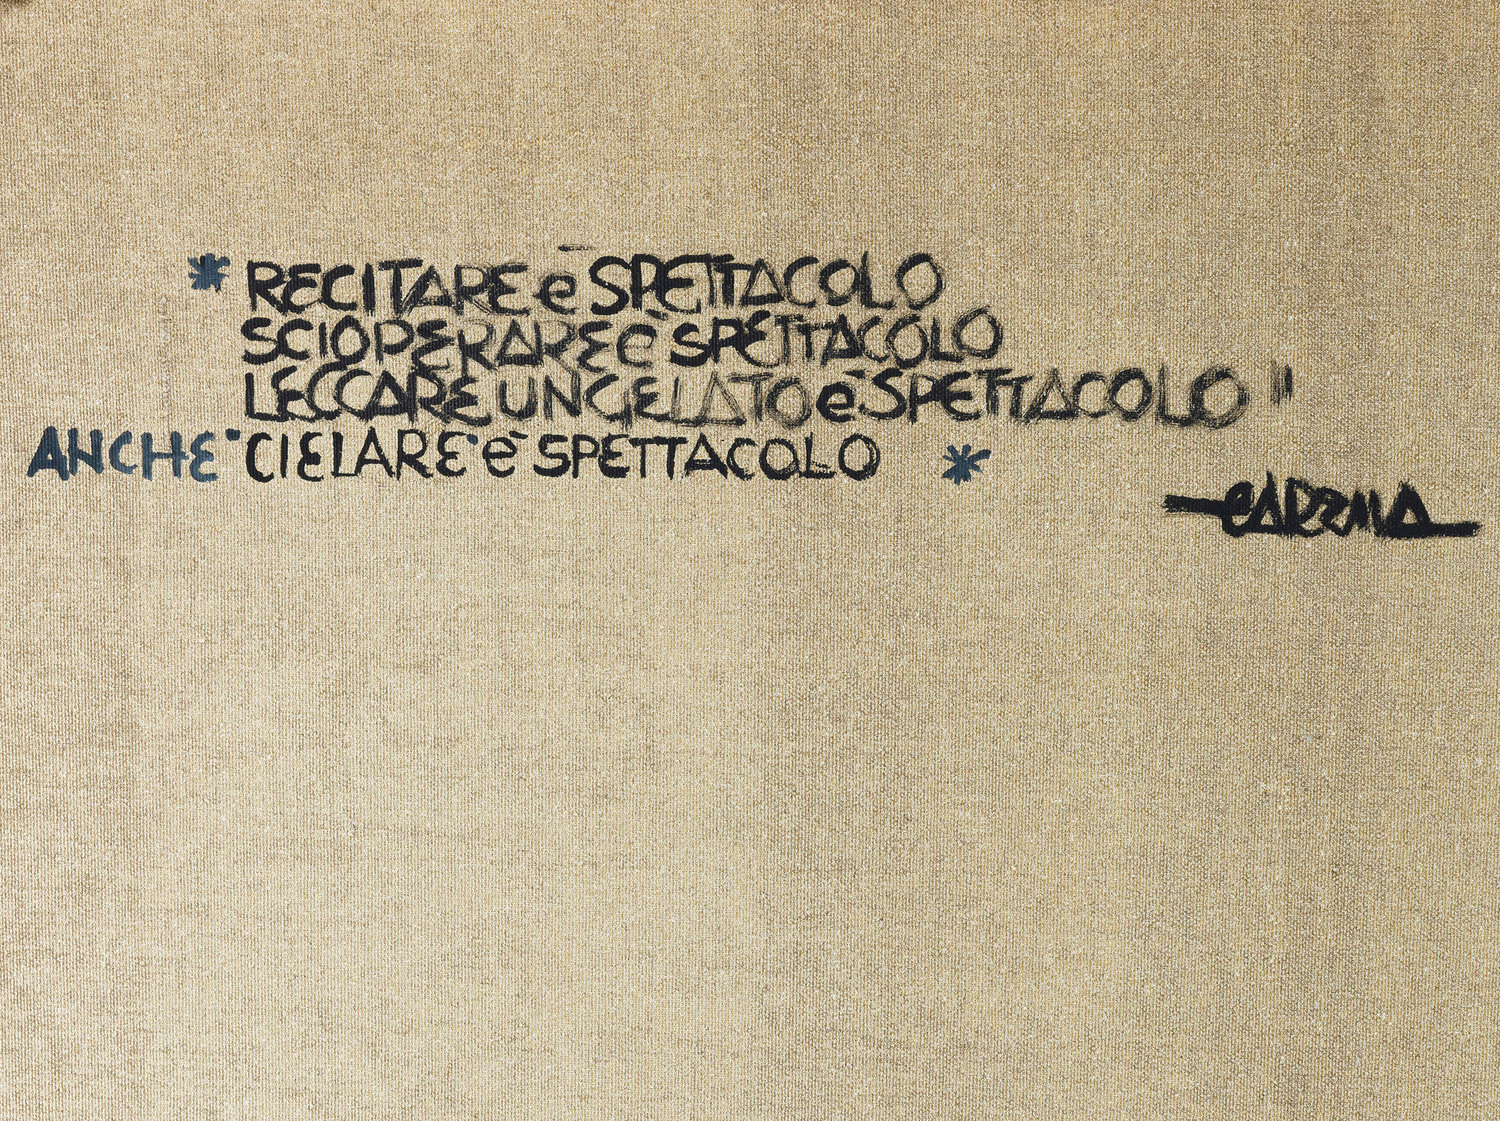 * RECITARE è SPETTACOLO
SCIOPERARE è SPETTACOLO
LECCARE UN GELATO è SPETTACOLO "
ANCHE "CIELARE" è SPETTACOLO *